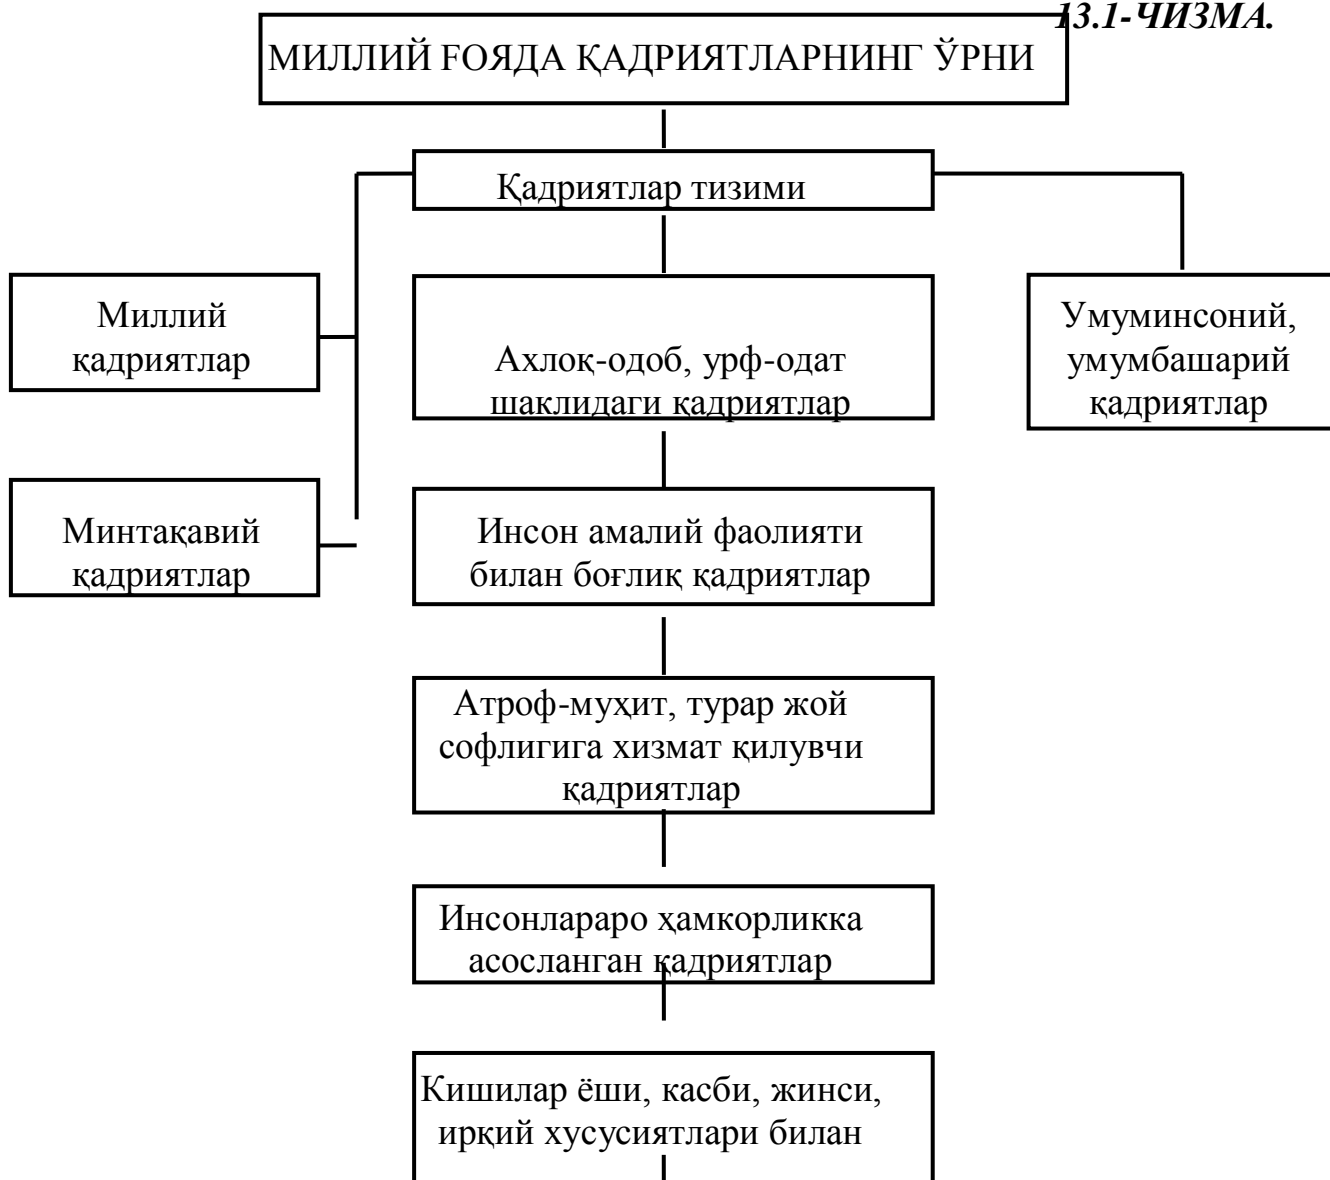 13.1-ЧИЗМА.
МИЛЛИЙ ҒОЯДА ҚАДРИЯТЛАРНИНГ ЎРНИ
Қадриятлар тизими
Миллий
қадриятлар
Ахлоқ-одоб, урф-одат
шаклидаги қадриятлар
Умуминсоний,
умумбашарий
қадриятлар
Минтақавий
қадриятлар
Инсон амалий фаолияти
билан боғлиқ қадриятлар
Атроф-муҳит, турар жой
софлигига хизмат қилувчи
қадриятлар
Инсонлараро ҳамкорликка
асосланган қадриятлар
Кишилар ёши, касби, жинси,
ирқий хусусиятлари билан